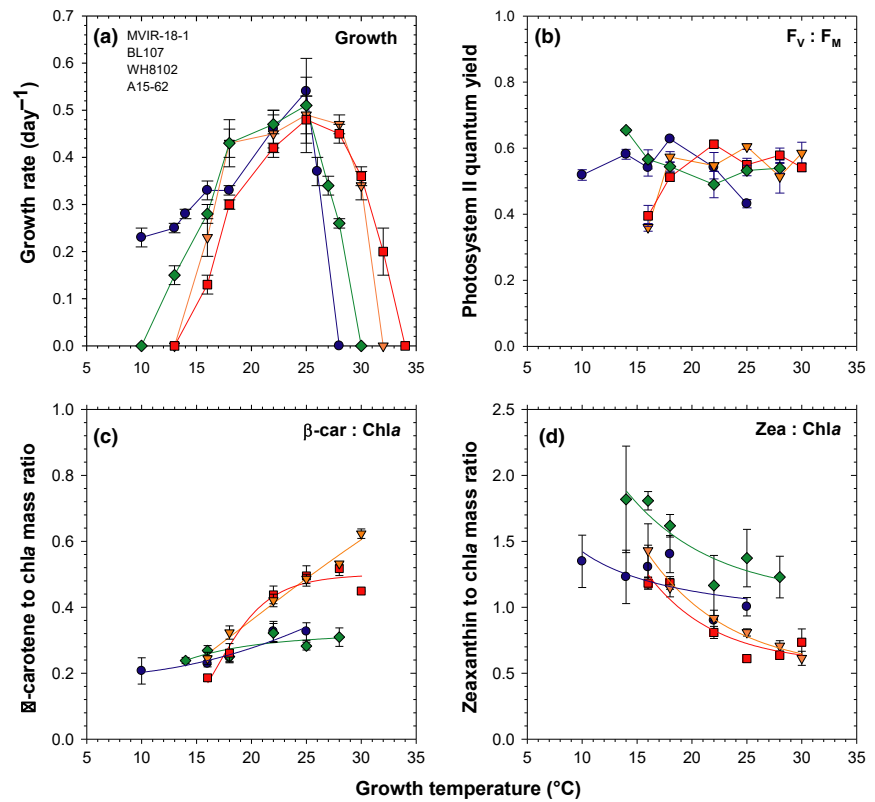 (a)
MVIR-18-1
BL107
WH8102
A15-62
Growth
Growth rate (day⁻¹)
0.7
0.6
0.5
0.4
0.3
0.2
0.1
0.0
5 10 15 20 25 30 35
(b)
F_V : F_M
Photosystem II quantum yield
1.0
0.8
0.6
0.4
0.2
0.0
5 10 15 20 25 30 35
(c)
β-car : Chla
�-carotene to chla mass ratio
1.0
0.8
0.6
0.4
0.2
0.0
5 10 15 20 25 30 35
(d)
Zea : Chla
Zeaxanthin to chla mass ratio
2.5
2.0
1.5
1.0
0.5
0.0
5 10 15 20 25 30 35
Growth temperature (°C)